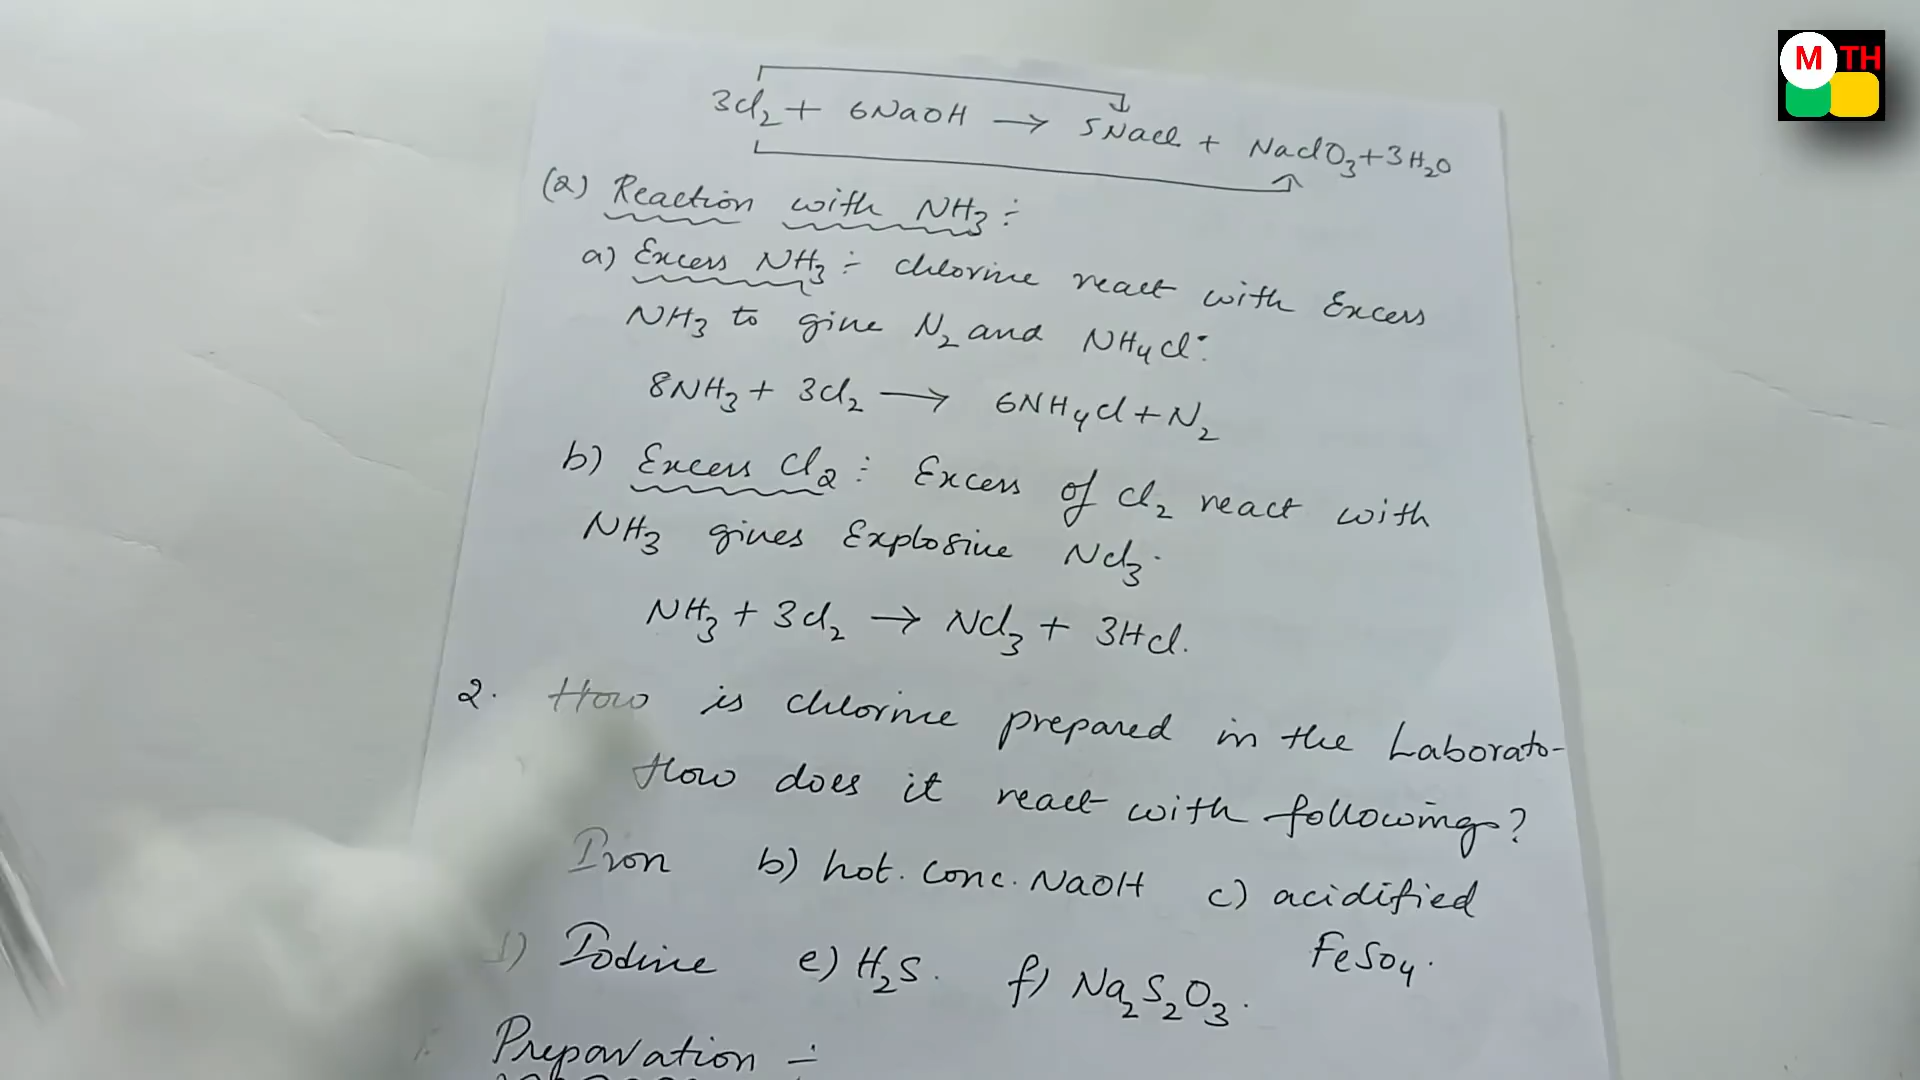 M TH
3Cl₂ + 6NaOH → 5NaCl + NaClO₃ + 3H₂O
(2) Reaction with NH₃ :-
a) Excess NH₃ :- chlorine react with Excess
NH₃ to give N₂ and NH₄Cl.
8NH₃ + 3Cl₂ → 6NH₄Cl + N₂
b) Excess Cl₂ : Excess of Cl₂ react with
NH₃ gives Explosive NCl₃.
NH₃ + 3Cl₂ → NCl₃ + 3HCl.
2. How is chlorine prepared in the Laborato-
How does it react with followings?
Iron b) hot. Conc. NaOH c) acidified
FeSO₄.
Iodine e) H₂S. f) Na₂S₂O₃.
Preparation :-